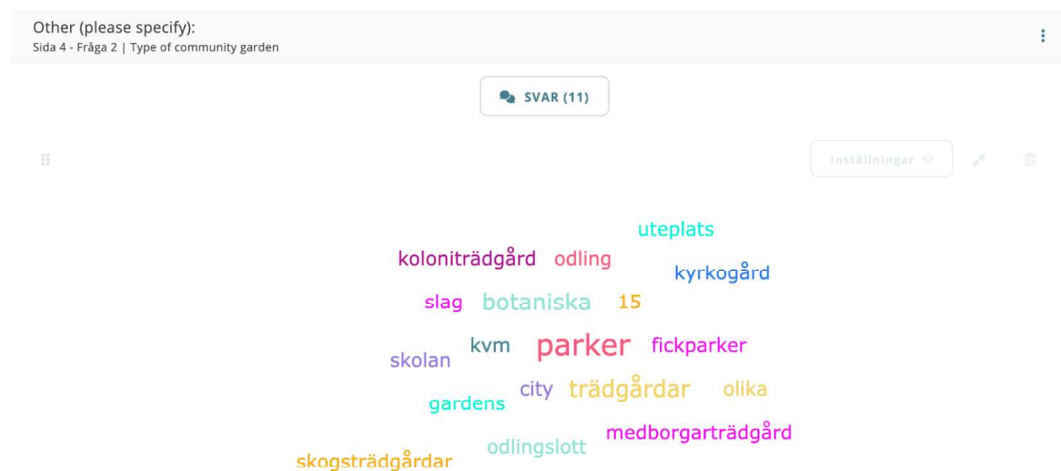 Other (please specify):
Sida 4 - Fråga 2 | Type of community garden
SVAR (11)
Inställningar
uteplats
koloniträdgård odling
kyrkogård
slag botaniska 15
kvm parker fickparker
skolan
city trädgårdar olika
gardens
medborgarträdgård
odlingslott
skogsträdgårdar